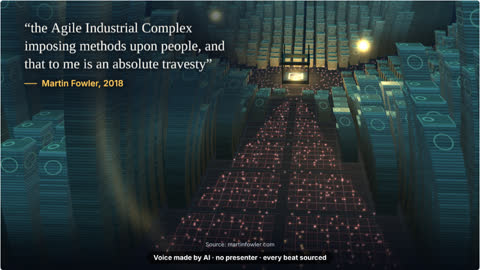 “the Agile Industrial Complex
imposing methods upon people, and
that to me is an absolute travesty”
— Martin Fowler, 2018
Source: martinfowler.com
Voice made by AI · no presenter · every beat sourced